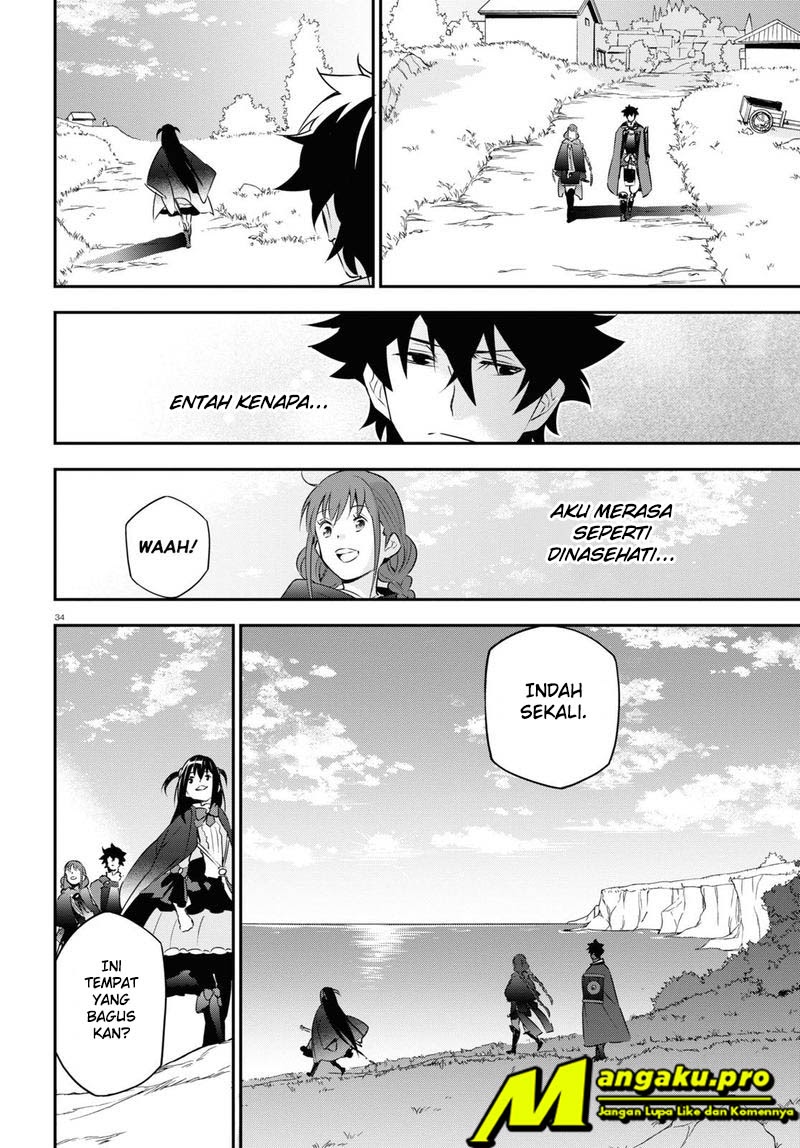 ENTAH KENAPA...
AKU MERASA
SEPERTI
DINASEHATI...
WAAH!
34
INDAH
SEKALI.
INI
TEMPAT
YANG
BAGUS
KAN?
Mangaku.pro
Jangan Lupa Like dan Komennya